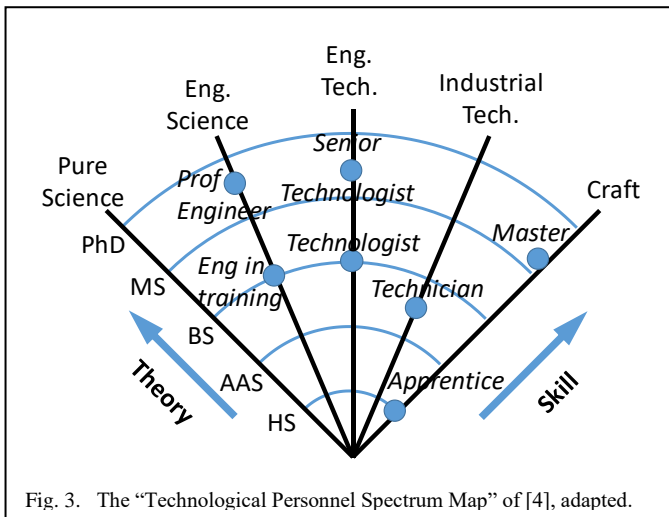 Eng.
Tech.
Industrial
Tech.
Eng.
Science
Pure
Science
Senior
Technologist
Prof
Engineer
Craft
PhD
Master
Technologist
Eng in
training
MS
Technician
BS
Theory
AAS
Apprentice
Skill
HS
Fig. 3. The “Technological Personnel Spectrum Map” of [4], adapted.